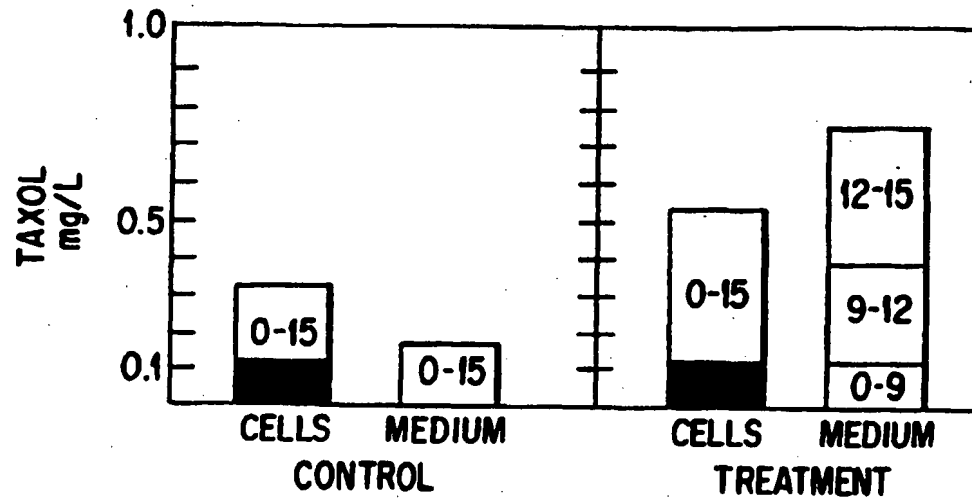 1.0
TAXOL
mg/L
0.5
0.1
0-15
0-15
0-15
12-15
9-12
0-9
CELLS MEDIUM
CONTROL
CELLS MEDIUM
TREATMENT